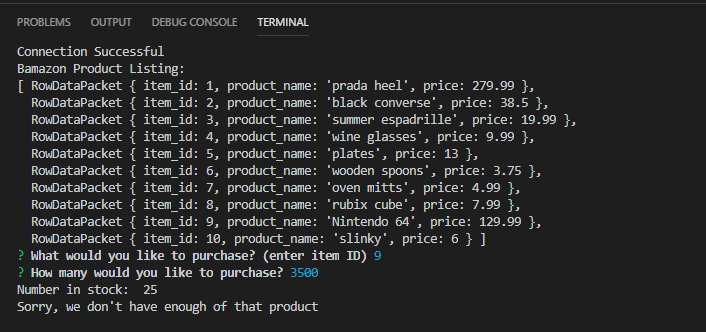 PROBLEMS OUTPUT DEBUG CONSOLE TERMINAL
Connection Successful
Bamazon Product Listing:
[ RowDataPacket { item_id: 1, product_name: 'prada heel', price: 279.99 },
RowDataPacket { item_id: 2, product_name: 'black converse', price: 38.5 },
RowDataPacket { item_id: 3, product_name: 'summer espadrille', price: 19.99 },
RowDataPacket { item_id: 4, product_name: 'wine glasses', price: 9.99 },
RowDataPacket { item_id: 5, product_name: 'plates', price: 13 },
RowDataPacket { item_id: 6, product_name: 'wooden spoons', price: 3.75 },
RowDataPacket { item_id: 7, product_name: 'oven mitts', price: 4.99 },
RowDataPacket { item_id: 8, product_name: 'rubix cube', price: 7.99 },
RowDataPacket { item_id: 9, product_name: 'Nintendo 64', price: 129.99 },
RowDataPacket { item_id: 10, product_name: 'slinky', price: 6 } ]
? What would you like to purchase? (enter item ID) 9
? How many would you like to purchase? 3500
Number in stock:  25
Sorry, we don't have enough of that product